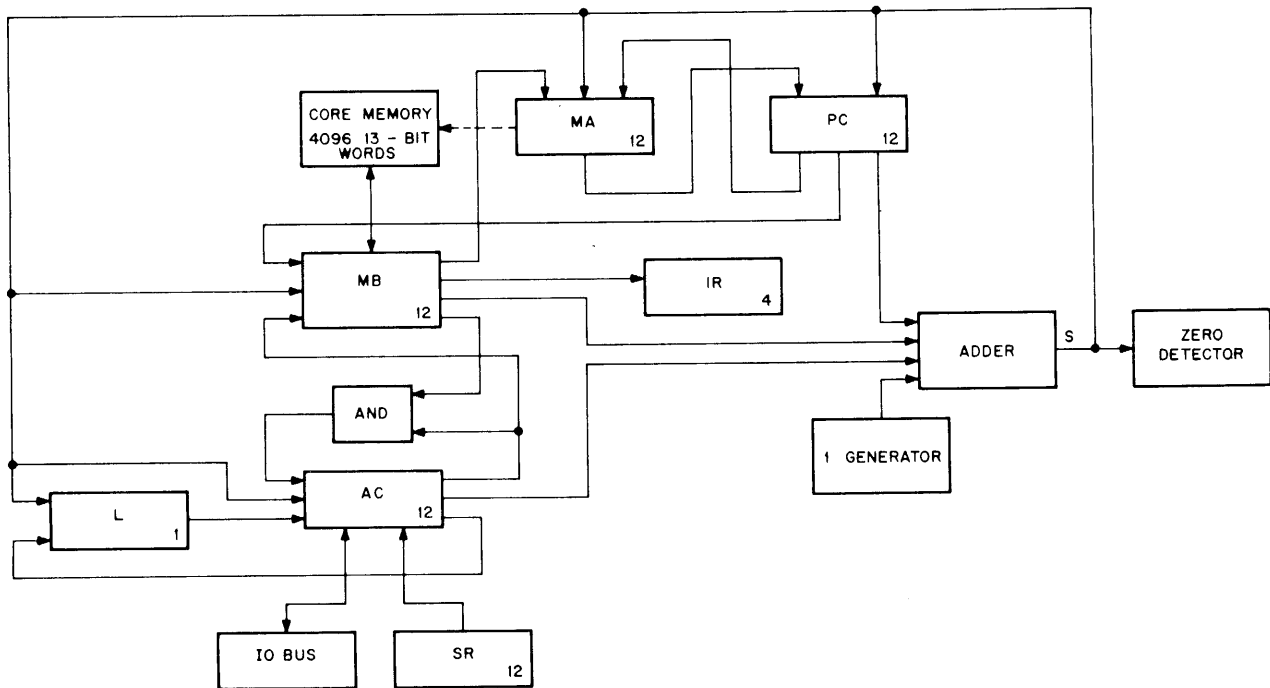 CORE MEMORY
4096 13 - BIT
WORDS
MA
12
PC
12
MB
12
IR
4
ADDER
S
ZERO
DETECTOR
AND
1 GENERATOR
AC
12
L
1
IO BUS
SR
12